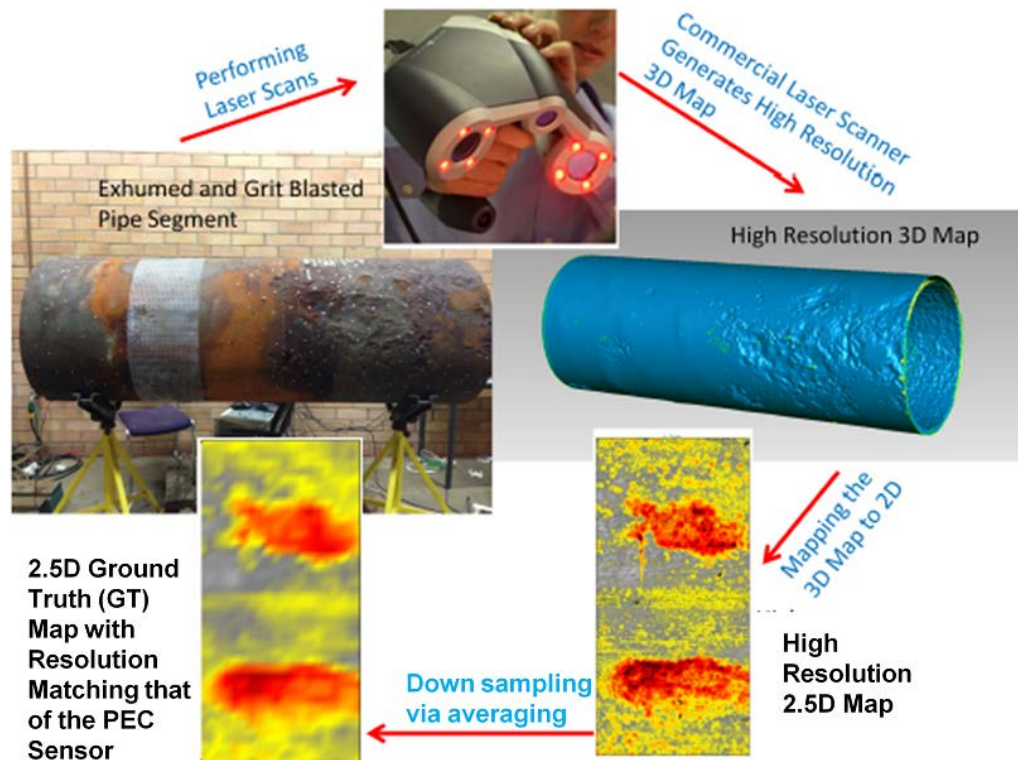 Performing
Laser Scans
Commercial Laser Scanner
Generates High Resolution
3D Map
Exhumed and Grit Blasted
Pipe Segment
High Resolution 3D Map
Mapping the
3D Map to 2D
High
Resolution
2.5D Map
Down sampling
via averaging
2.5D Ground
Truth (GT)
Map with
Resolution
Matching that
of the PEC
Sensor